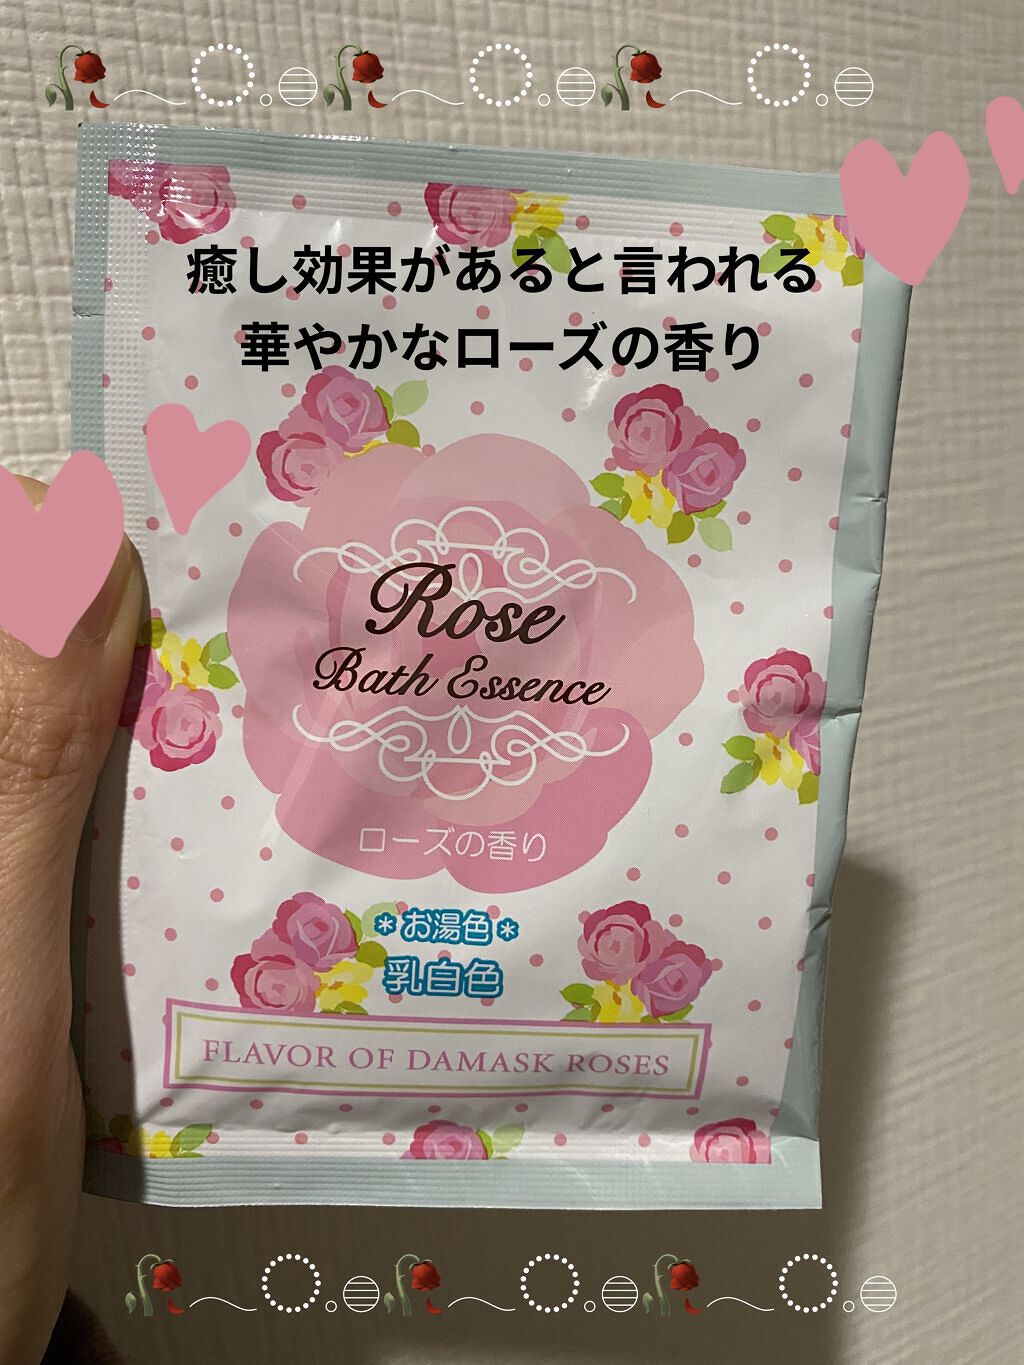 癒し効果があると言われる
華やかなローズの香り
Rose
Bath Essence
ローズの香り
*お湯色*
乳白色
FLAVOR OF DAMASK ROSES